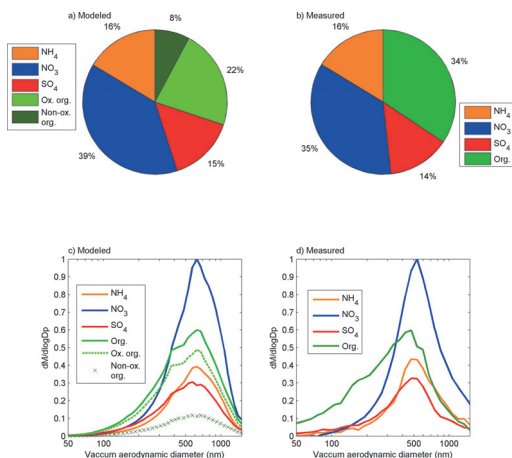 a) Modeled
8%
16%
22%
15%
39%
NH4
NO3
SO4
Ox. org.
Non-ox.
org.
b) Measured
16%
34%
14%
35%
NH4
NO3
SO4
Org.
c) Modeled
1
0.9
0.8
0.7
0.6
0.5
0.4
0.3
0.2
0.1
0
dM/dlogDp
NH4
NO3
SO4
Org.
Ox. org.
Non-ox.
org.
50 100 500 1000
Vaccum aerodynamic diameter (nm)
d) Measured
1
0.9
0.8
0.7
0.6
0.5
0.4
0.3
0.2
0.1
0
dM/dlogDp
NH4
NO3
SO4
Org.
50 100 500 1000
Vaccum aerodynamic diameter (nm)